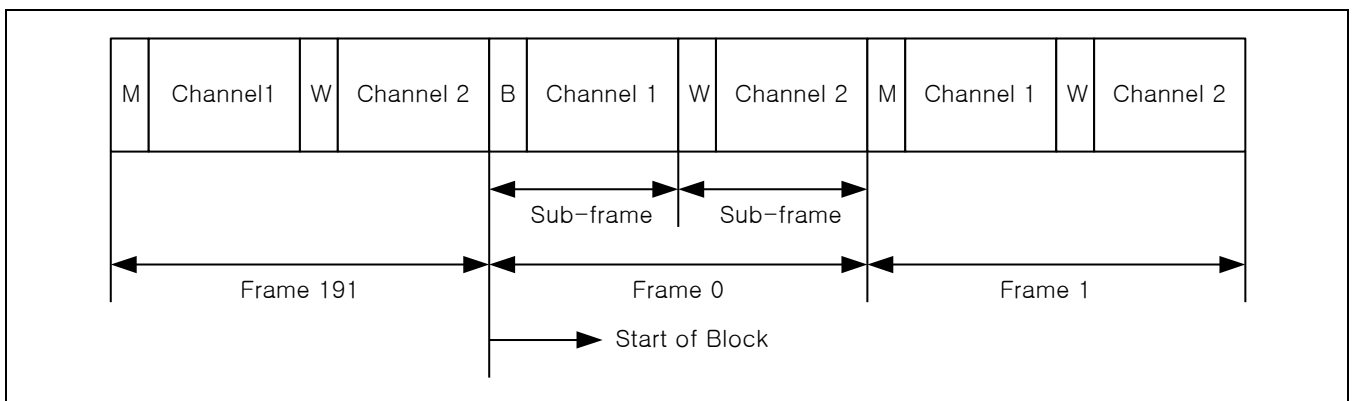 M Channel1 W Channel 2 B Channel 1 W Channel 2 M Channel 1 W Channel 2
Sub-frame Sub-frame
Frame 191 Frame 0 Frame 1
Start of Block